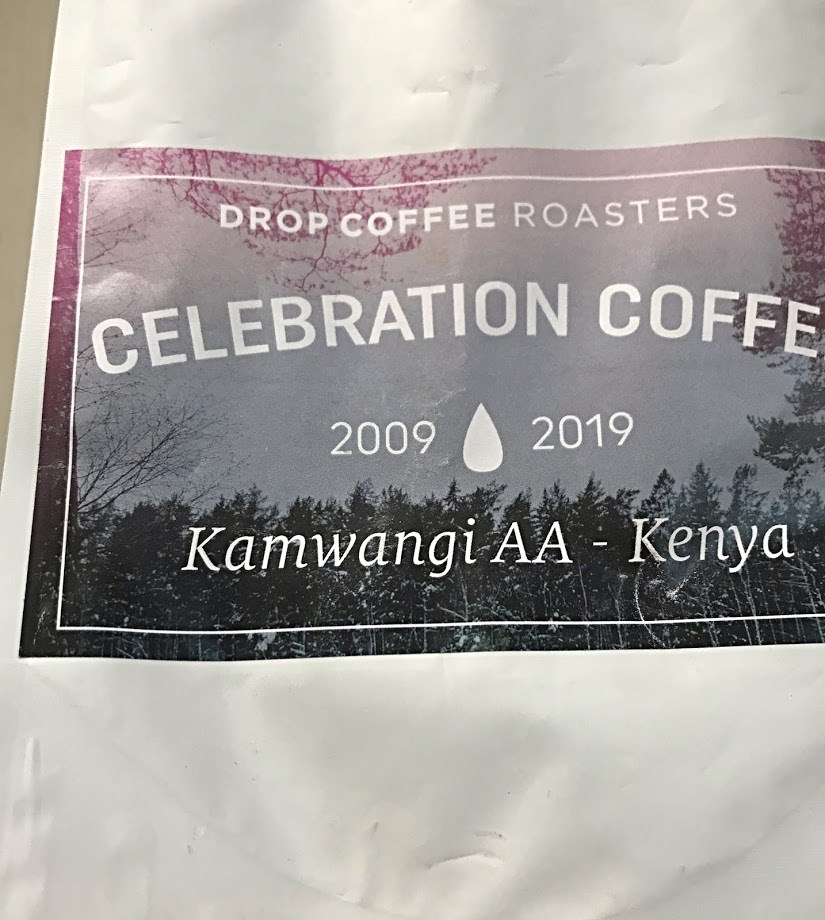 DROP COFFEE ROASTERS
CELEBRATION COFFE
2009 2019
Kamwangi AA - Kenya